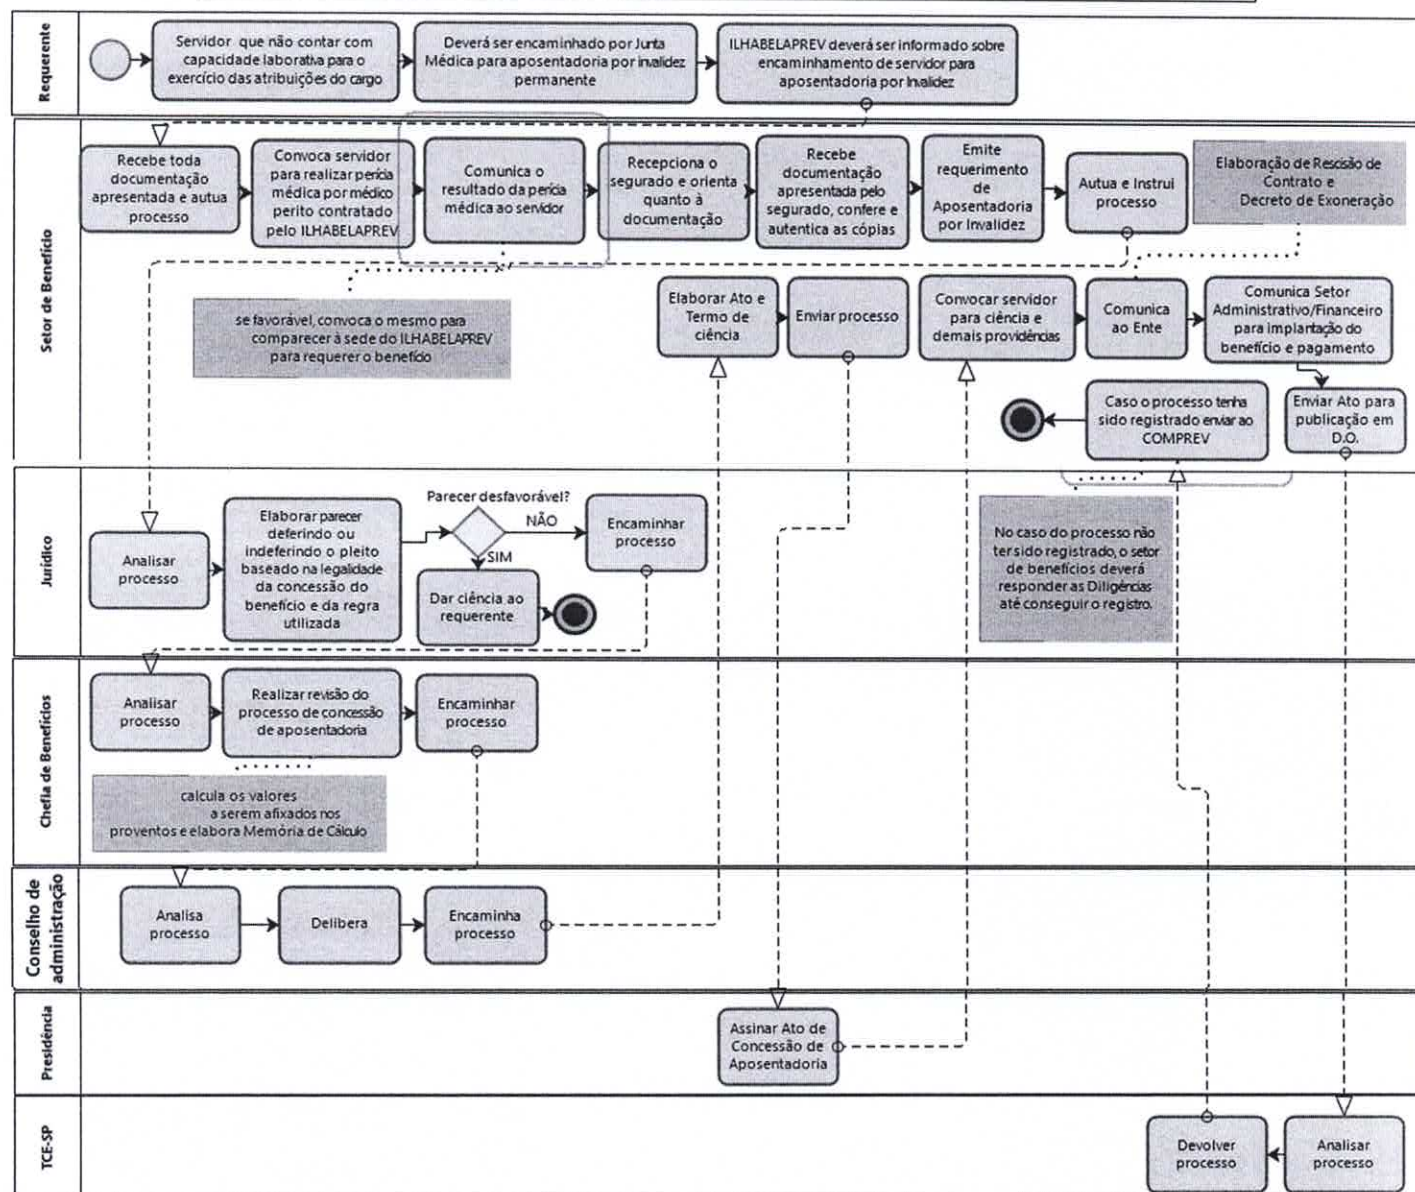 Requerente
Servidor que não contar com
capacidade laborativa para o
exercício das atribuições do cargo
Deverá ser encaminhado por Junta
Médica para aposentadoria por invalidez
permanente
ILHABELAPREV deverá ser informado sobre
encaminhamento de servidor para
aposentadoria por Invalidez
Setor de Benefício
Recebe toda
documentação
apresentada e autua
processo
Convoca servidor
para realizar perícia
médica por médico
perito contratado
pelo ILHABELAPREV
Comunica o
resultado da perícia
médica ao servidor
Recepciona o
segurado e orienta
quanto à
documentação
Recebe
documentação
apresentada pelo
segurado, confere e
autentica as cópias
Emite
requerimento
de
Aposentadoria
por Invalidez
Autua e Instrui
processo
Elaboração de Rescisão de
Contrato e
Decreto de Exoneração
se favorável, convoca o mesmo para
comparecer à sede do ILHABELAPREV
para requerer o benefício
Elaborar Ato e
Termo de
ciência
Enviar processo
Convocar servidor
para ciência e
demais providências
Comunica
ao Ente
Comunica Setor
Administrativo/Financeiro
para implantação do
benefício e pagamento
Caso o processo tenha
sido registrado enviar ao
COMPREV
Enviar Ato para
publicação em
D.O.
Jurídico
Analisar
processo
Elaborar parecer
deferindo ou
indeferindo o pleito
baseado na legalidade
da concessão do
benefício e da regra
utilizada
Parecer desfavorável?
NÃO
SIM
Encaminhar
processo
Dar ciência ao
requerente
No caso do processo não
ter sido registrado, o setor
de benefícios deverá
responder as Diligências
até conseguir o registro.
Chefia de Benefícios
Analisar
processo
Realizar revisão do
processo de concessão
de aposentadoria
Encaminhar
processo
calcula os valores
a serem afixados nos
proventos e elabora Memória de Cálculo
Conselho de
administração
Analisa
processo
Delibera
Encaminha
processo
Presidência
Assinar Ato de
Concessão de
Aposentadoria
TCE-SP
Devolver
processo
Analisar
processo